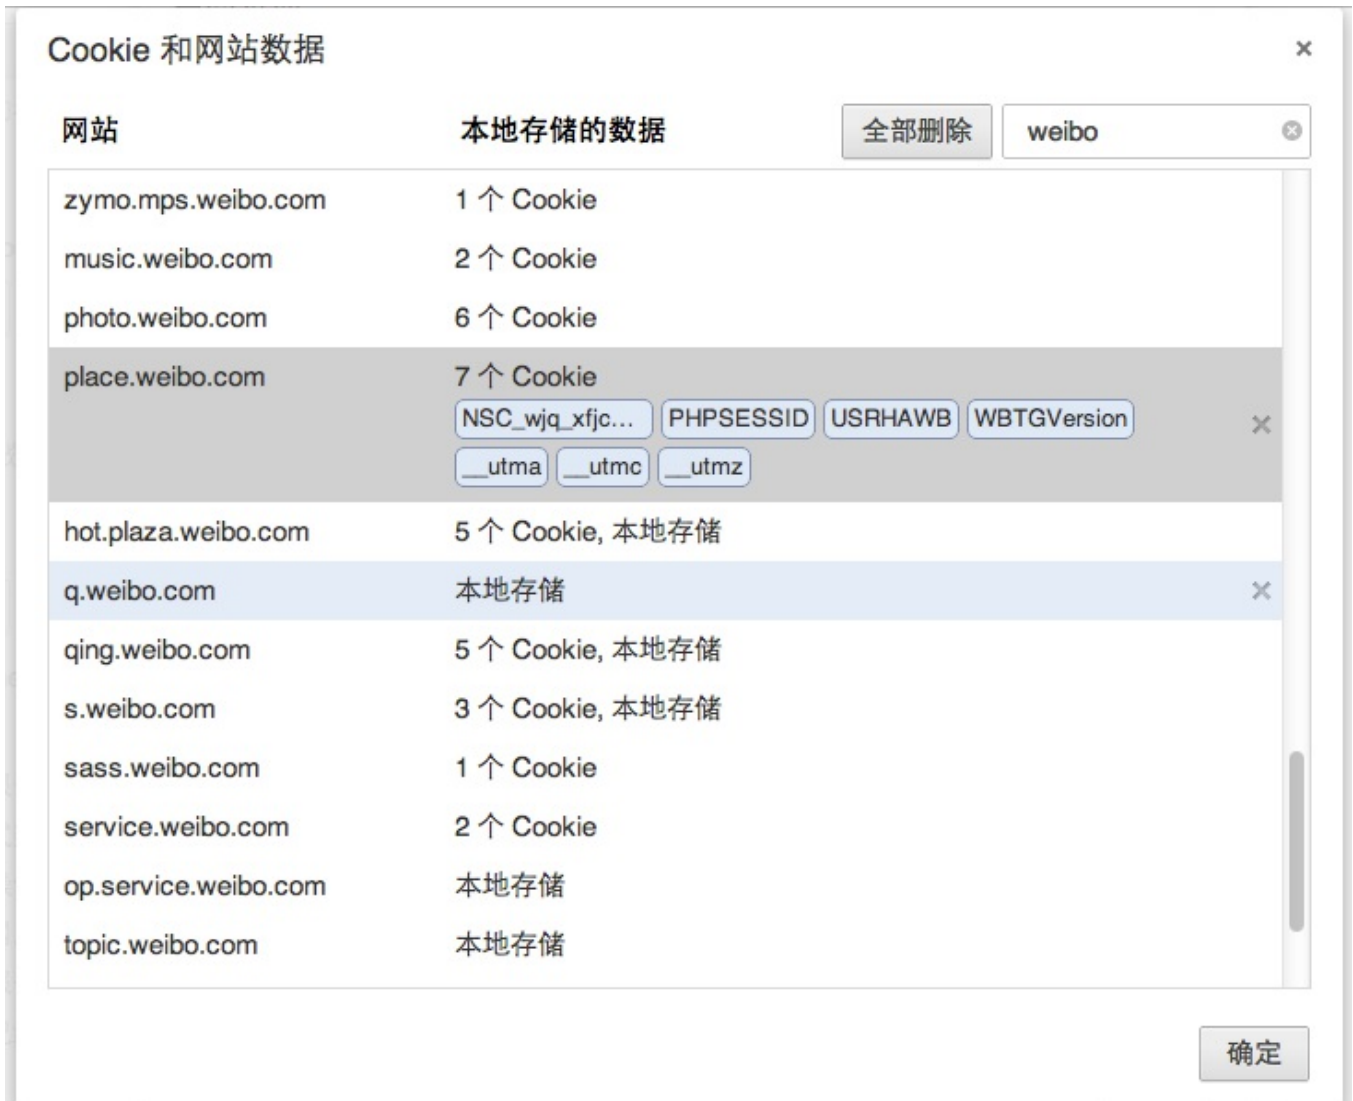 Cookie 和网站数据 ×
网站 本地存储的数据 全部删除 weibo
zymo.mps.weibo.com 1 个 Cookie
music.weibo.com 2 个 Cookie
photo.weibo.com 6 个 Cookie
place.weibo.com 7 个 Cookie
NSC_wjq_xfjc... PHPSESSID USRHAWB WBTGVersion
__utma __utmc __utmz
hot.plaza.weibo.com 5 个 Cookie, 本地存储
q.weibo.com 本地存储
qing.weibo.com 5 个 Cookie, 本地存储
s.weibo.com 3 个 Cookie, 本地存储
sass.weibo.com 1 个 Cookie
service.weibo.com 2 个 Cookie
op.service.weibo.com 本地存储
topic.weibo.com 本地存储
确定